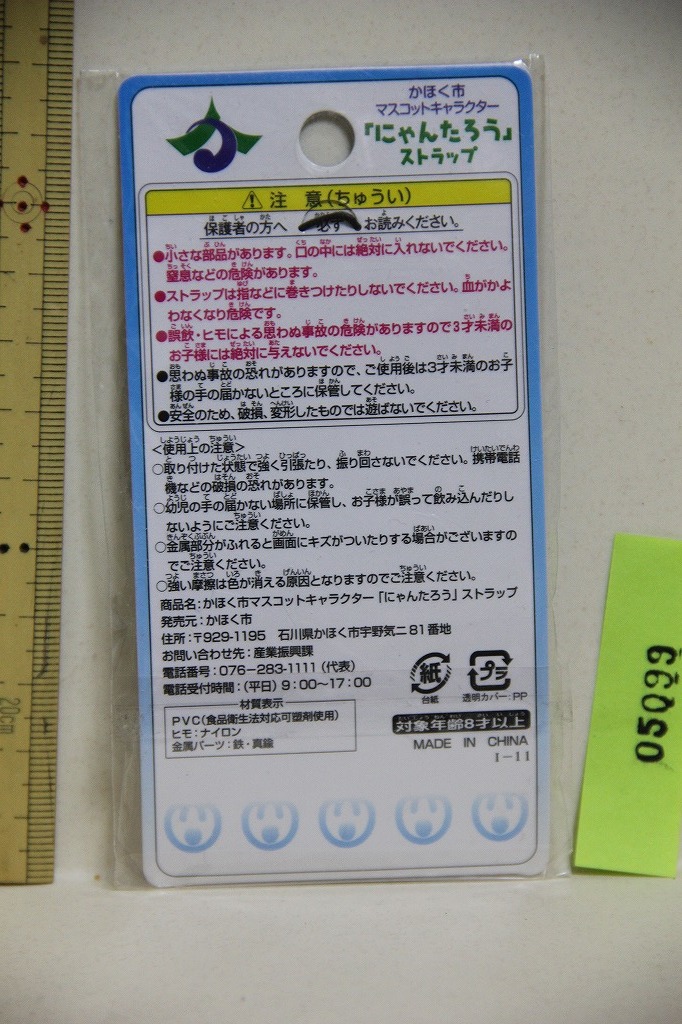 かほく市
マスコットキャラクター
「にゃんたろう」
ストラップ
注 意(ちゅうい)
保護者の方へ 必ず お読みください。
●小さな部品があります。口の中には絶対に入れないでください。
窒息などの危険があります。
●ストラップは指などに巻きつけたりしないでください。血がかよ
わなくなり危険です。
●誤飲・ヒモによる思わぬ事故の危険がありますので3才未満の
お子様には絶対に与えないでください。
●思わぬ事故の恐れがありますので、ご使用後は3才未満のお子
様の手の届かないところに保管してください。
●安全のため、破損、変形したものでは遊ばないでください。
<使用上の注意>
○取り付けた状態で強く引張たり、振り回さないでください。携帯電話
機などの破損の恐れがあります。
○幼児の手の届かない場所に保管し、お子様が誤って飲み込んだりし
ないようにご注意ください。
○金属部分がふれると画面にキズがついたりする場合がございますの
でご注意ください。
○強い摩擦は色が消える原因となりますのでご注意ください。
商品名:かほく市マスコットキャラクター「にゃんたろう」ストラップ
発売元:かほく市
住所:〒929-1195 石川県かほく市宇野気ニ81番地
お問い合わせ先:産業振興課
電話番号:076-283-1111(代表)
電話受付時間:(平日)9:00〜17:00
材質表示
PVC(食品衛生法対応可塑剤使用)
ヒモ:ナイロン
金属パーツ:鉄・真鍮
紙
台紙
プラ
透明カバー:PP
対象年齢8才以上
MADE IN CHINA
I-11
20cm
05Q99